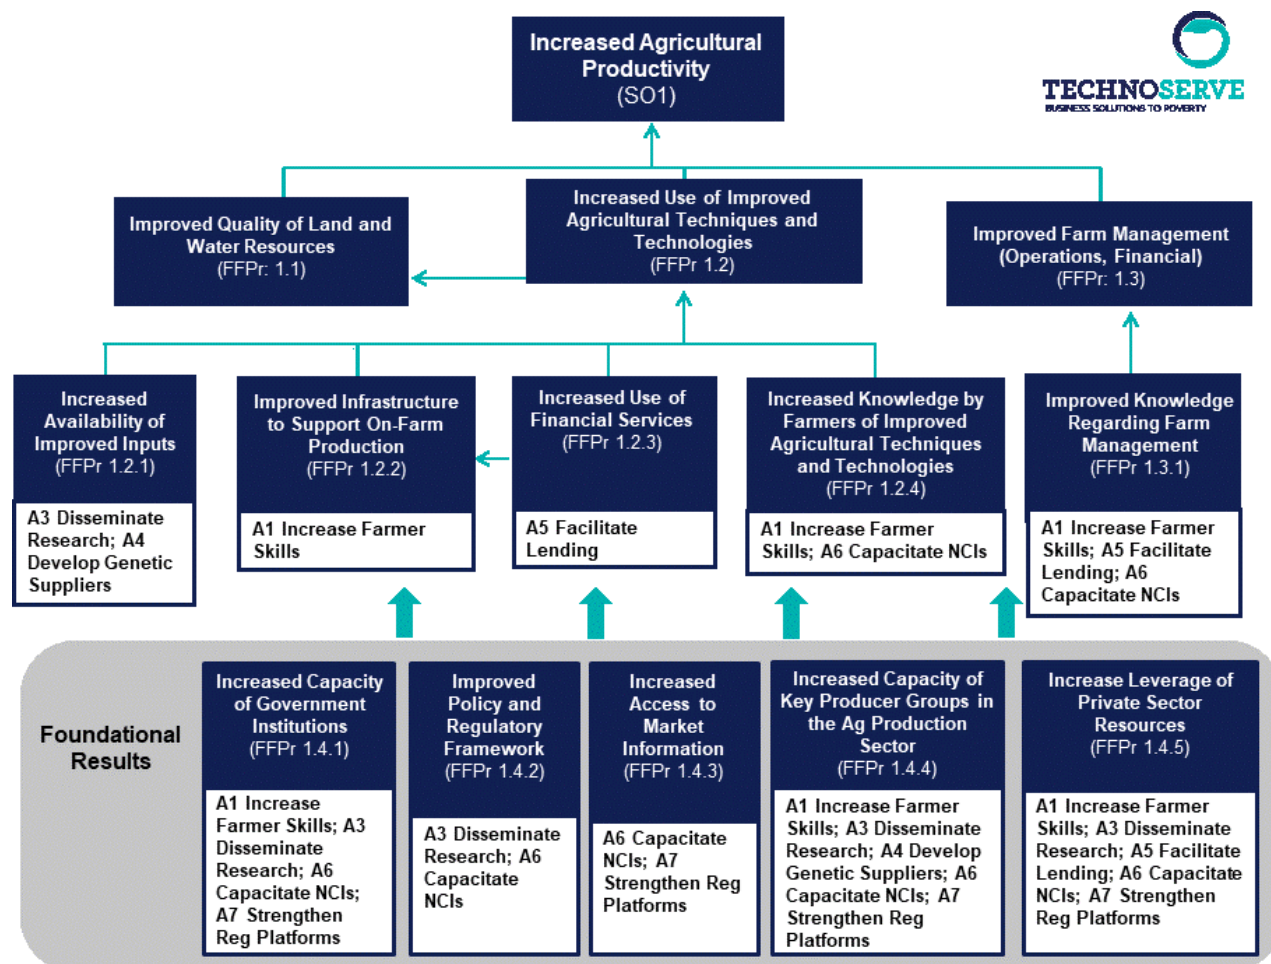 Increased Agricultural
Productivity
(SO1)
TECHNOSERVE
BUSINESS SOLUTIONS TO POVERTY
Improved Quality of Land and
Water Resources
(FFPr: 1.1)
Increased Use of Improved
Agricultural Techniques and
Technologies
(FFPr 1.2)
Improved Farm Management
(Operations, Financial)
(FFPr: 1.3)
Increased
Availability of
Improved Inputs
(FFPr 1.2.1)
A3 Disseminate
Research; A4
Develop Genetic
Suppliers
Improved Infrastructure
to Support On-Farm
Production
(FFPr 1.2.2)
A1 Increase Farmer
Skills
Increased Use of
Financial Services
(FFPr 1.2.3)
A5 Facilitate
Lending
Increased Knowledge by
Farmers of Improved
Agricultural Techniques
and Technologies
(FFPr 1.2.4)
A1 Increase Farmer
Skills; A6 Capacitate NCIs
Improved Knowledge
Regarding Farm
Management
(FFPr 1.3.1)
A1 Increase Farmer
Skills; A5 Facilitate
Lending; A6
Capacitate NCIs
Foundational
Results
Increased Capacity
of Government
Institutions
(FFPr 1.4.1)
A1 Increase
Farmer Skills; A3
Disseminate
Research; A6
Capacitate NCIs;
A7 Strengthen
Reg Platforms
Improved
Policy and
Regulatory
Framework
(FFPr 1.4.2)
A3 Disseminate
Research; A6
Capacitate
NCIs
Increased
Access to
Market
Information
(FFPr 1.4.3)
A6 Capacitate
NCIs; A7
Strengthen Reg
Platforms
Increased Capacity of
Key Producer Groups in
the Ag Production
Sector
(FFPr 1.4.4)
A1 Increase Farmer
Skills; A3 Disseminate
Research; A4 Develop
Genetic Suppliers; A6
Capacitate NCIs; A7
Strengthen Reg
Platforms
Increase Leverage of
Private Sector
Resources
(FFPr 1.4.5)
A1 Increase Farmer
Skills; A3 Disseminate
Research; A5 Facilitate
Lending; A6 Capacitate
NCIs; A7 Strengthen
Reg Platforms